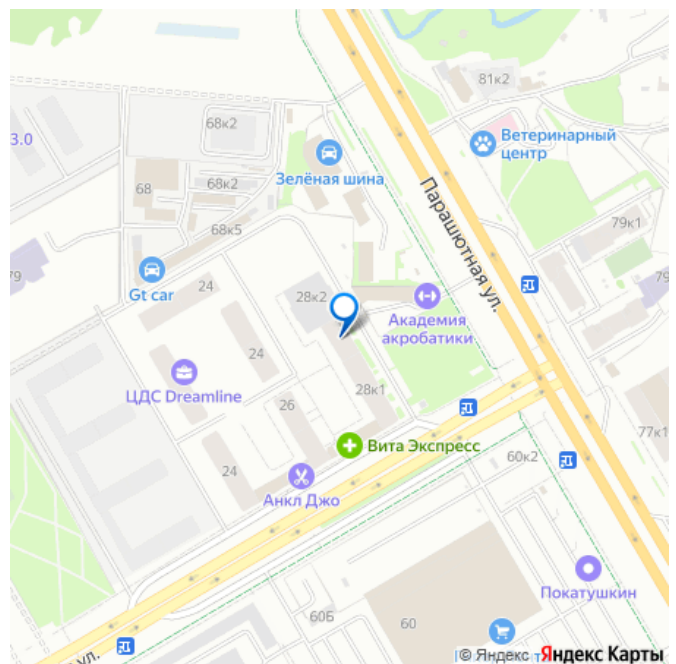 81к2
68к2
Ветеринарный
центр
3.0
Зелёная шина
68
68к2
Парашютная ул.
79к1
68к5
79
79
Gt car
24
28к2
Академия
акробатики
24
ЦДС Dreamline
28к1
26
77к1
Вита Экспресс
24
60к2
Анкл Джо
Покатушкин
60Б
60
ул.
© Яндекс Яндекс Карты